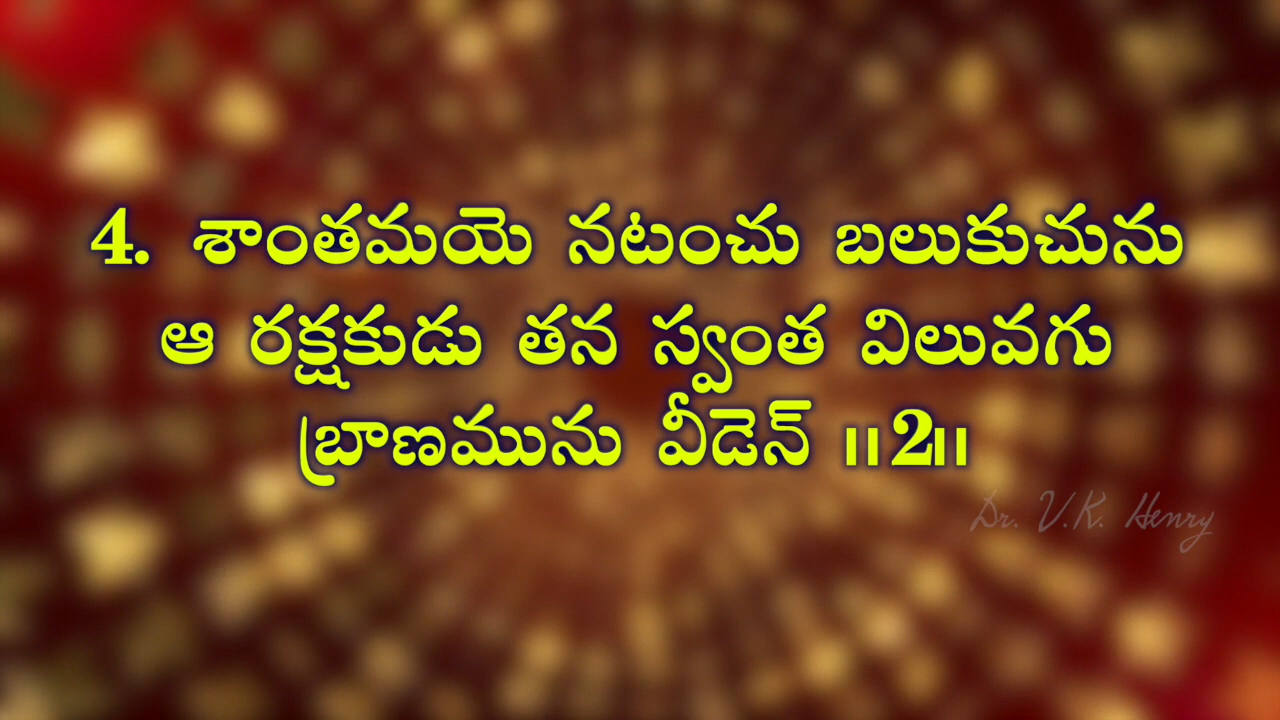 4. శాంతమయె నటంచు బలుకుచును
ఆ రక్షకుడు తన స్వంత విలువగు
బ్రాణమును వీడెన్ ॥2॥
Dr. V.K. Henry